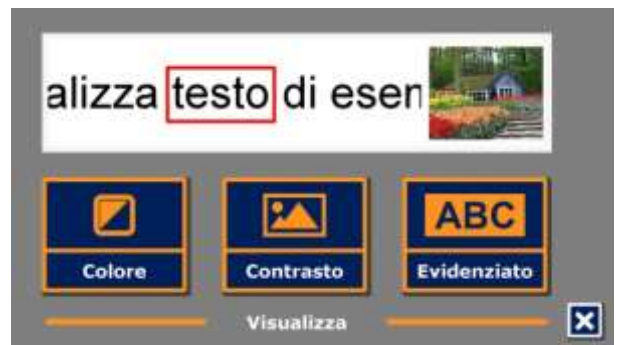 alizza testo di esen
ABC
Colore Contrasto Evidenziato
Visualizza